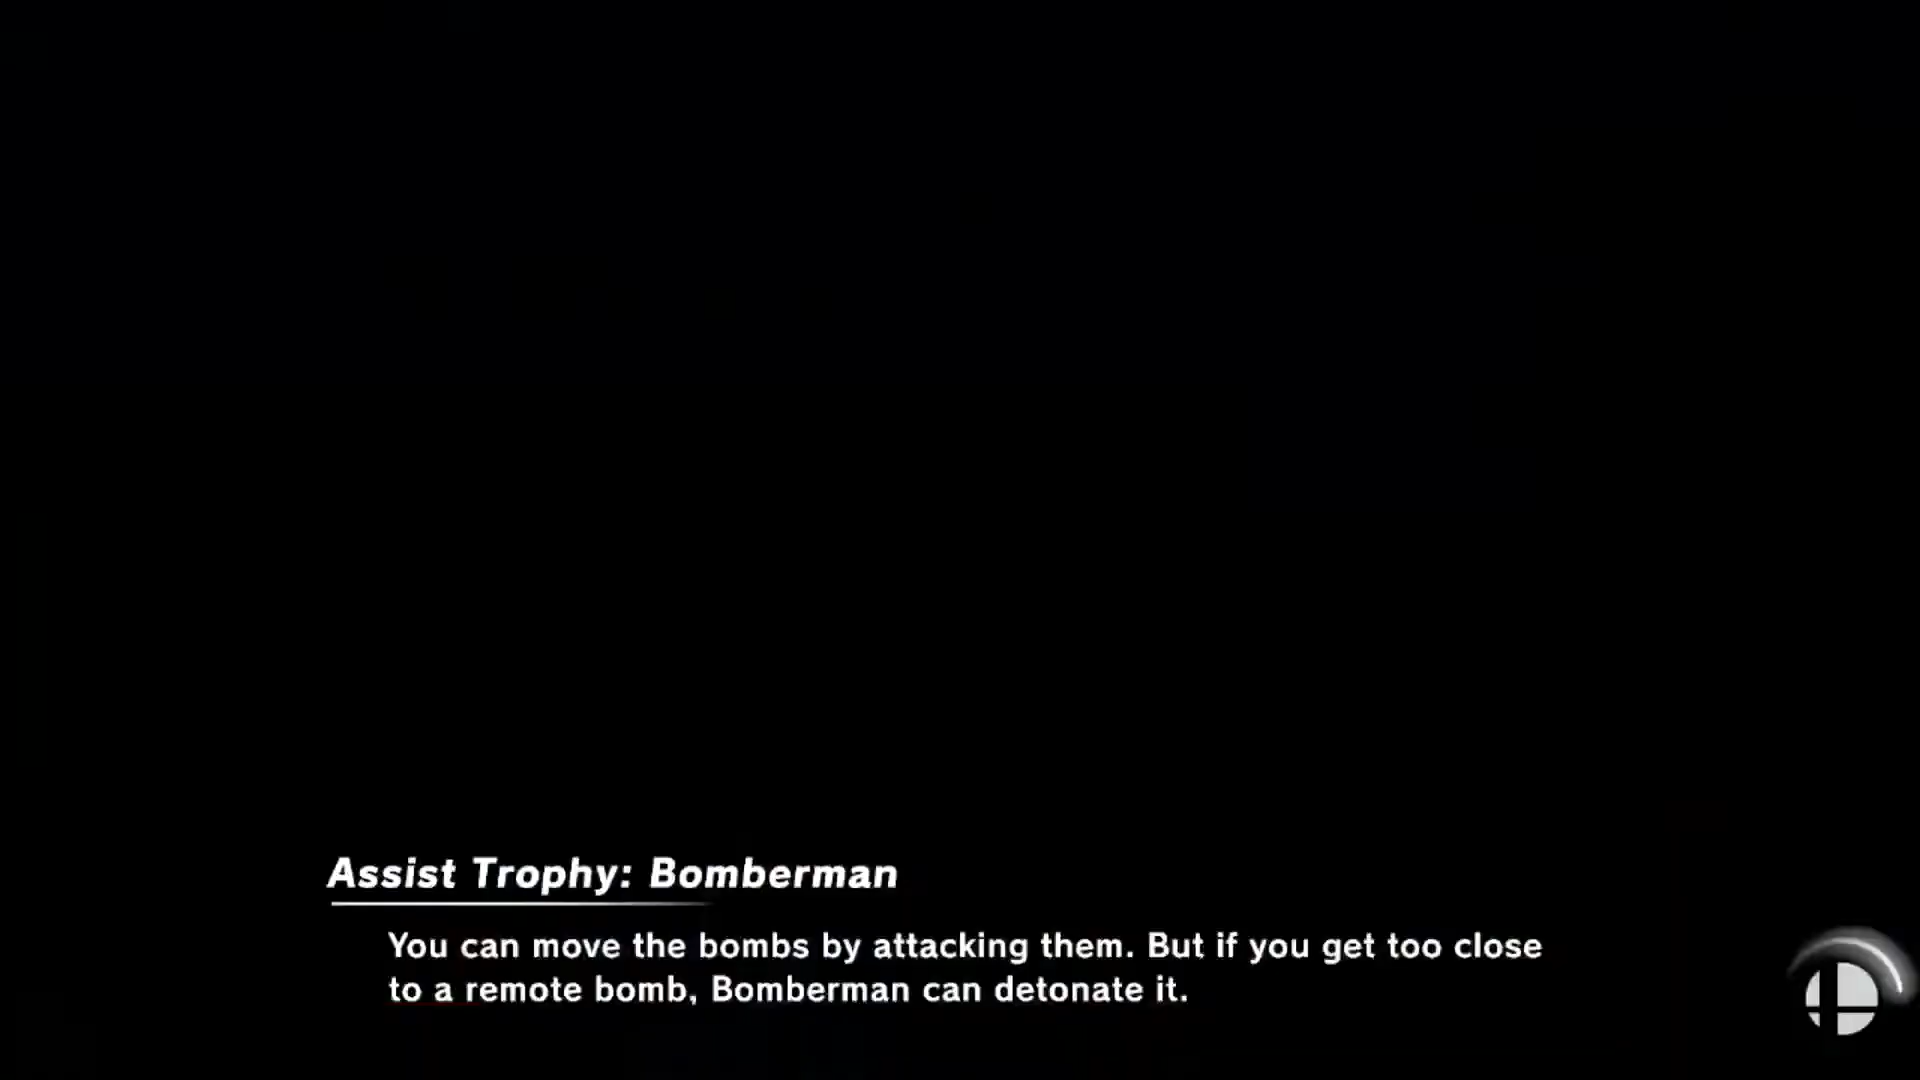 Assist Trophy: Bomberman
You can move the bombs by attacking them. But if you get too close
to a remote bomb, Bomberman can detonate it.